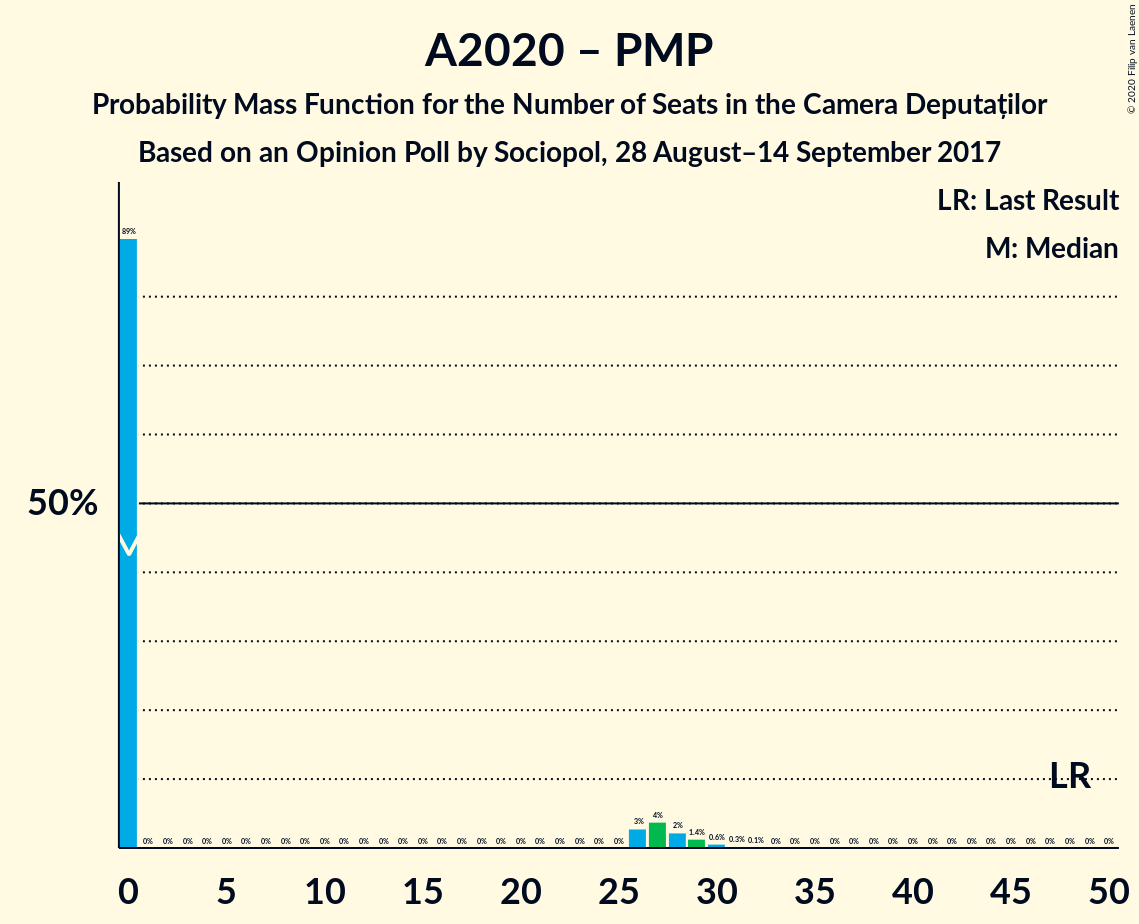 A2020 – PMP
Probability Mass Function for the Number of Seats in the Camera Deputaților
Based on an Opinion Poll by Sociopol, 28 August–14 September 2017
© 2020 Filip van Laenen
LR: Last Result
M: Median
89%
50%
LR
0% 0% 0% 0% 0% 0% 0% 0% 0% 0% 0% 0% 0% 0% 0% 0% 0% 0% 0% 0% 0% 0% 0% 0% 0% 3% 4% 2% 1.4% 0.6% 0.3% 0.1% 0% 0% 0% 0% 0% 0% 0% 0% 0% 0% 0% 0% 0% 0% 0% 0% 0% 0%
0 5 10 15 20 25 30 35 40 45 50